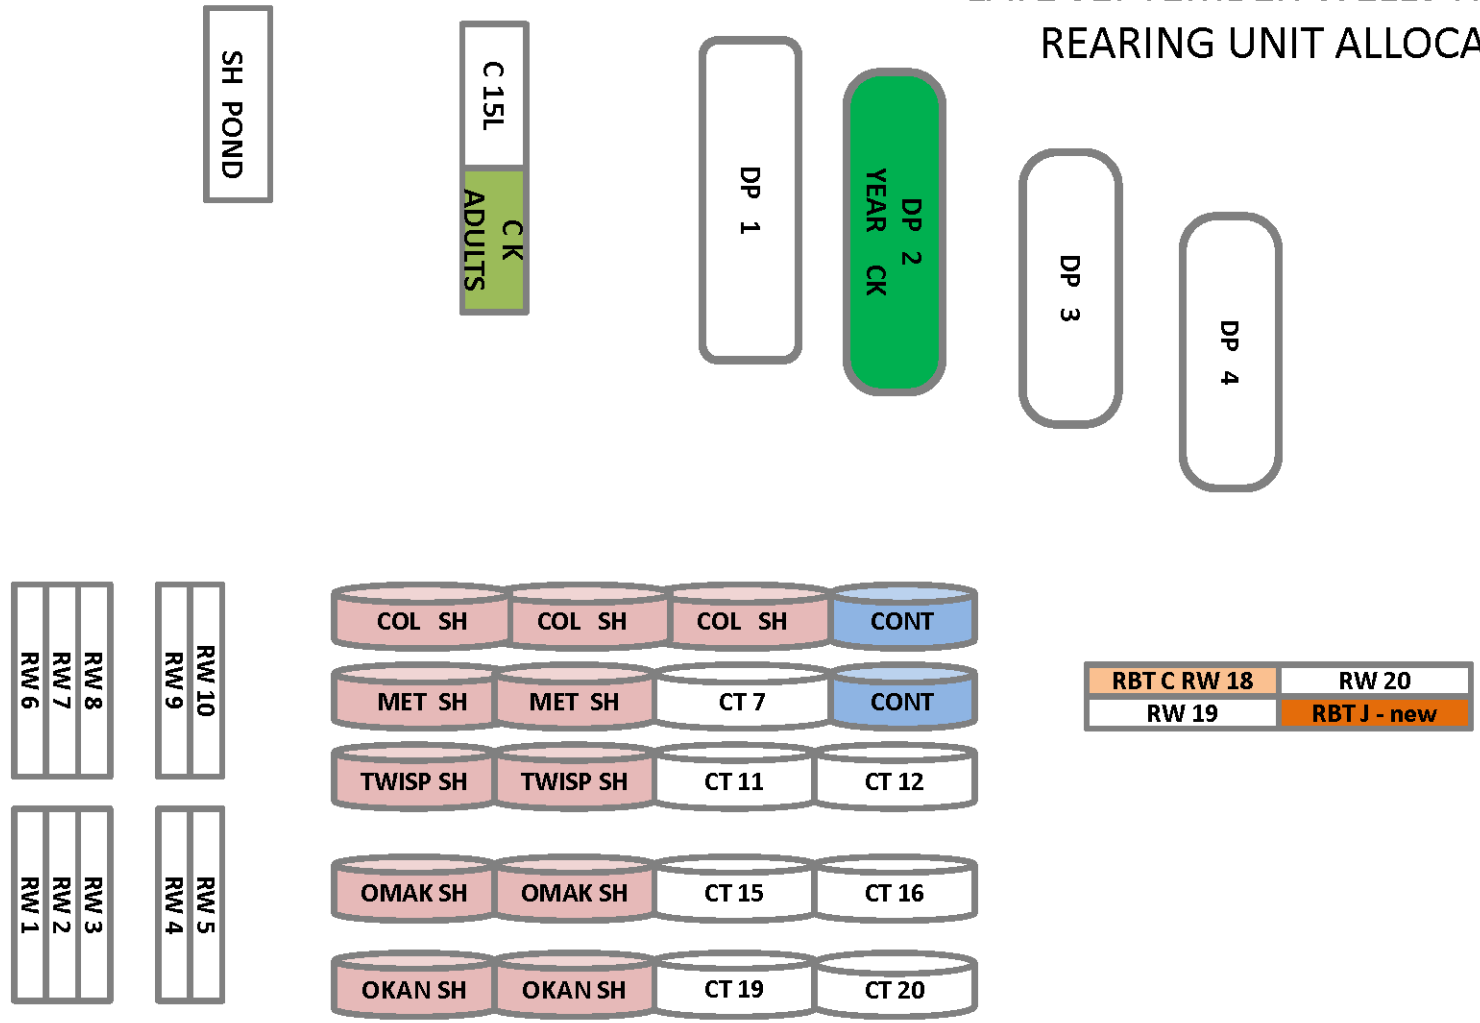 REARING UNIT ALLOCA
SH POND
C 15L
C K
ADULTS
DP 1
DP 2
YEAR CK
DP 3
DP 4
RW 6
RW 7
RW 8
RW 9
RW 10
COL SH COL SH COL SH CONT
MET SH MET SH CT 7 CONT
TWISP SH TWISP SH CT 11 CT 12
OMAK SH OMAK SH CT 15 CT 16
OKAN SH OKAN SH CT 19 CT 20
RBT C RW 18 RW 20
RW 19 RBT J - new
RW 1
RW 2
RW 3
RW 4
RW 5